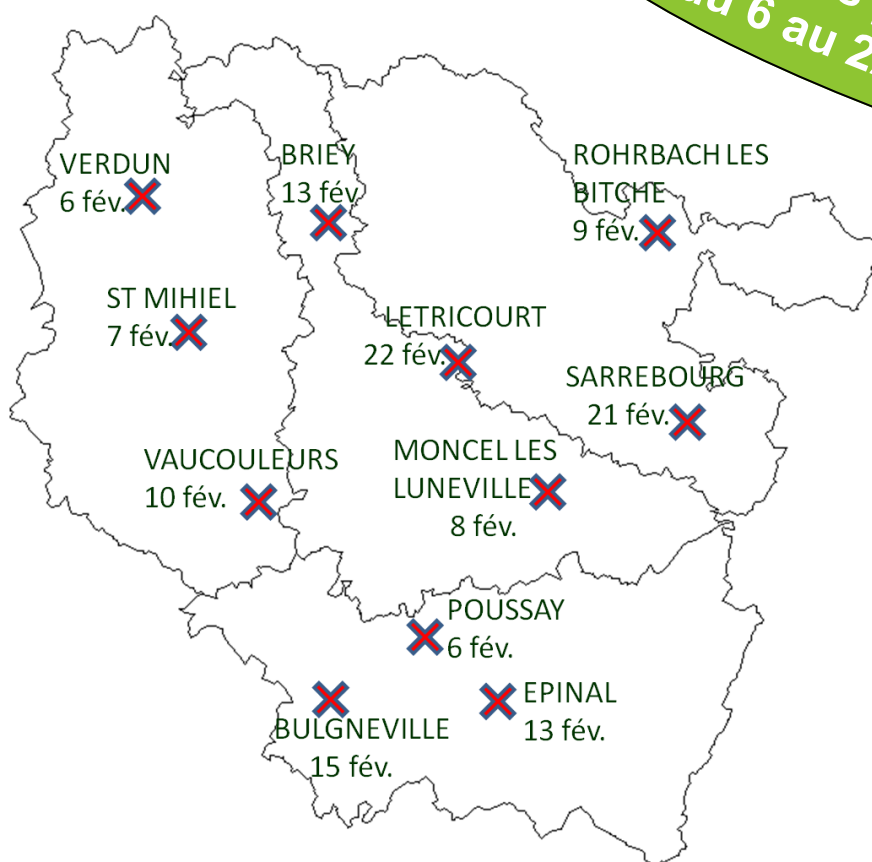 au 6 au 2
VERDUN
6 fév.
BRIEY
13 fév
ROHRBACH LES
BITCHE
9 fév.
ST MIHIEL
7 fév.
LETRICOURT
22 fév.
SARREBOURG
21 fév.
VAUCOULEURS
10 fév.
MONCEL LES
LUNEVILLE
8 fév.
POUSSAY
6 fév.
EPINAL
13 fév.
BULGNEVILLE
15 fév.